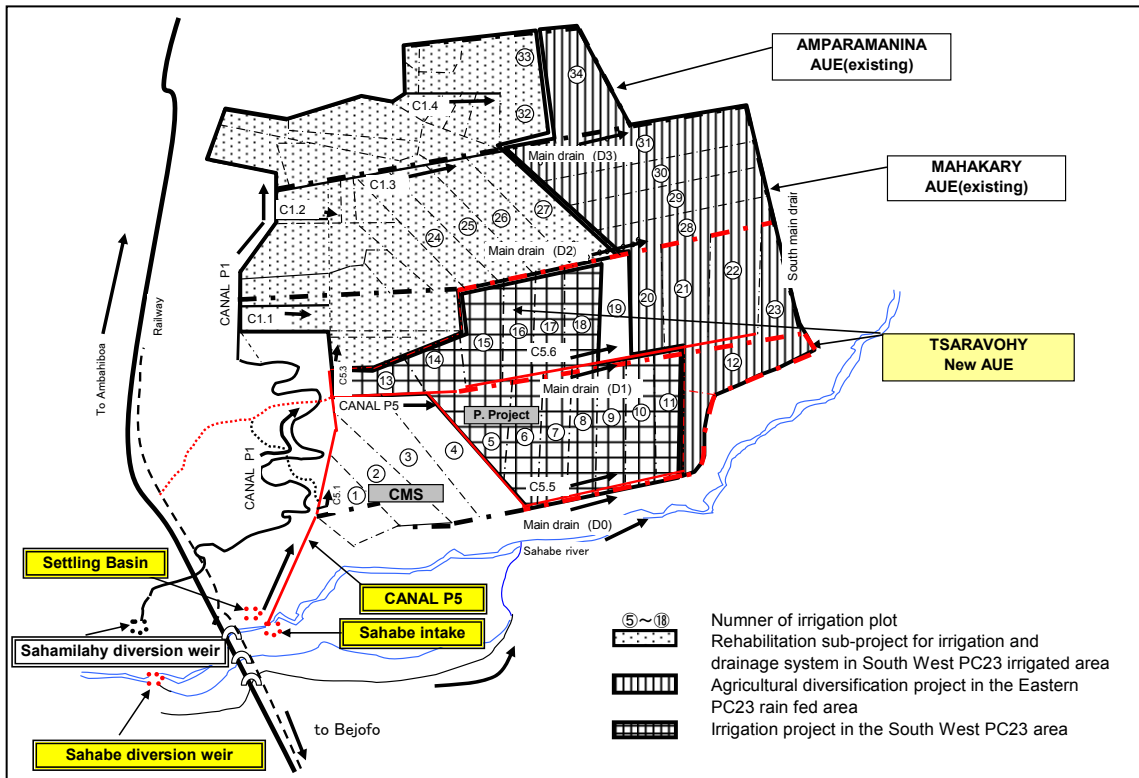 AMPARAMANINA
AUE(existing)
MAHAKARY
AUE(existing)
TSARAVOHY
New AUE
33
34
32
C1.4
Main drain (D3)
31
30
29
28
C1.3
C1.2
27
26
25
24
Main drain (D2)
South main drain
CANAL P1
C1.1
22
21
20
19
23
18
17
16
15
14
13
12
C5.6
C5.3
Main drain (D1)
CANAL P5
P. Project
11
10
9
8
7
6
5
4
3
2
1
CMS
C5.5
C5.1
CANAL P1
To Ambahiboa
Railway
Main drain (D0)
Sahabe river
Settling Basin
CANAL P5
Sahabe intake
Sahamilahy diversion weir
Sahabe diversion weir
to Bejofo
⑤～⑱ Numner of irrigation plot
Rehabilitation sub-project for irrigation and
drainage system in South West PC23 irrigated area
Agricultural diversification project in the Eastern
PC23 rain fed area
Irrigation project in the South West PC23 area